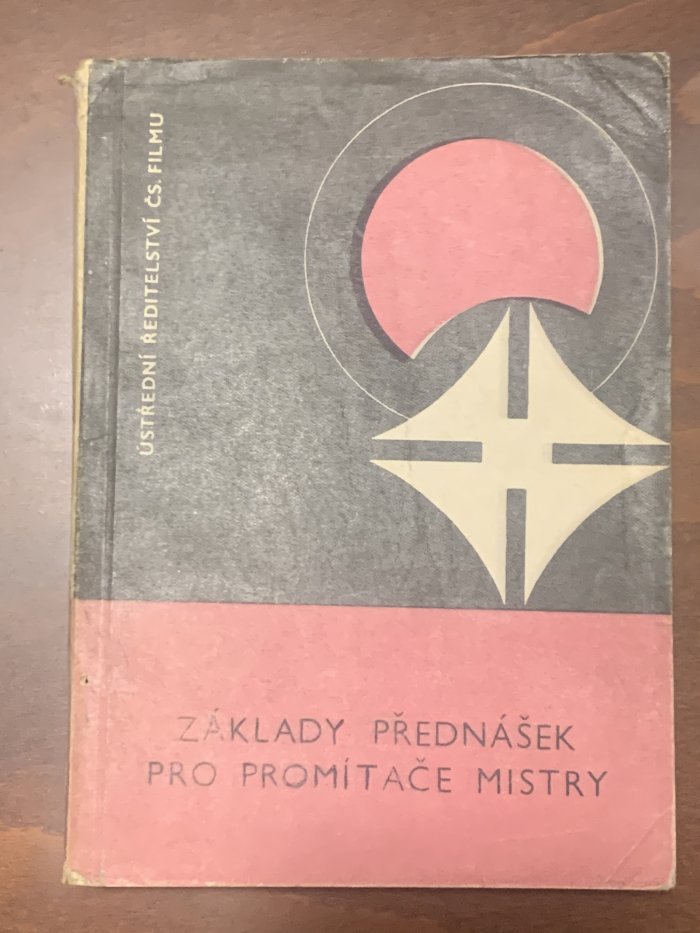 ÚSTŘEDNÍ ŘEDITELSTVÍ ČS. FILMU
ZÁKLADY PŘEDNÁŠEK
PRO PROMÍTAČE MISTRY